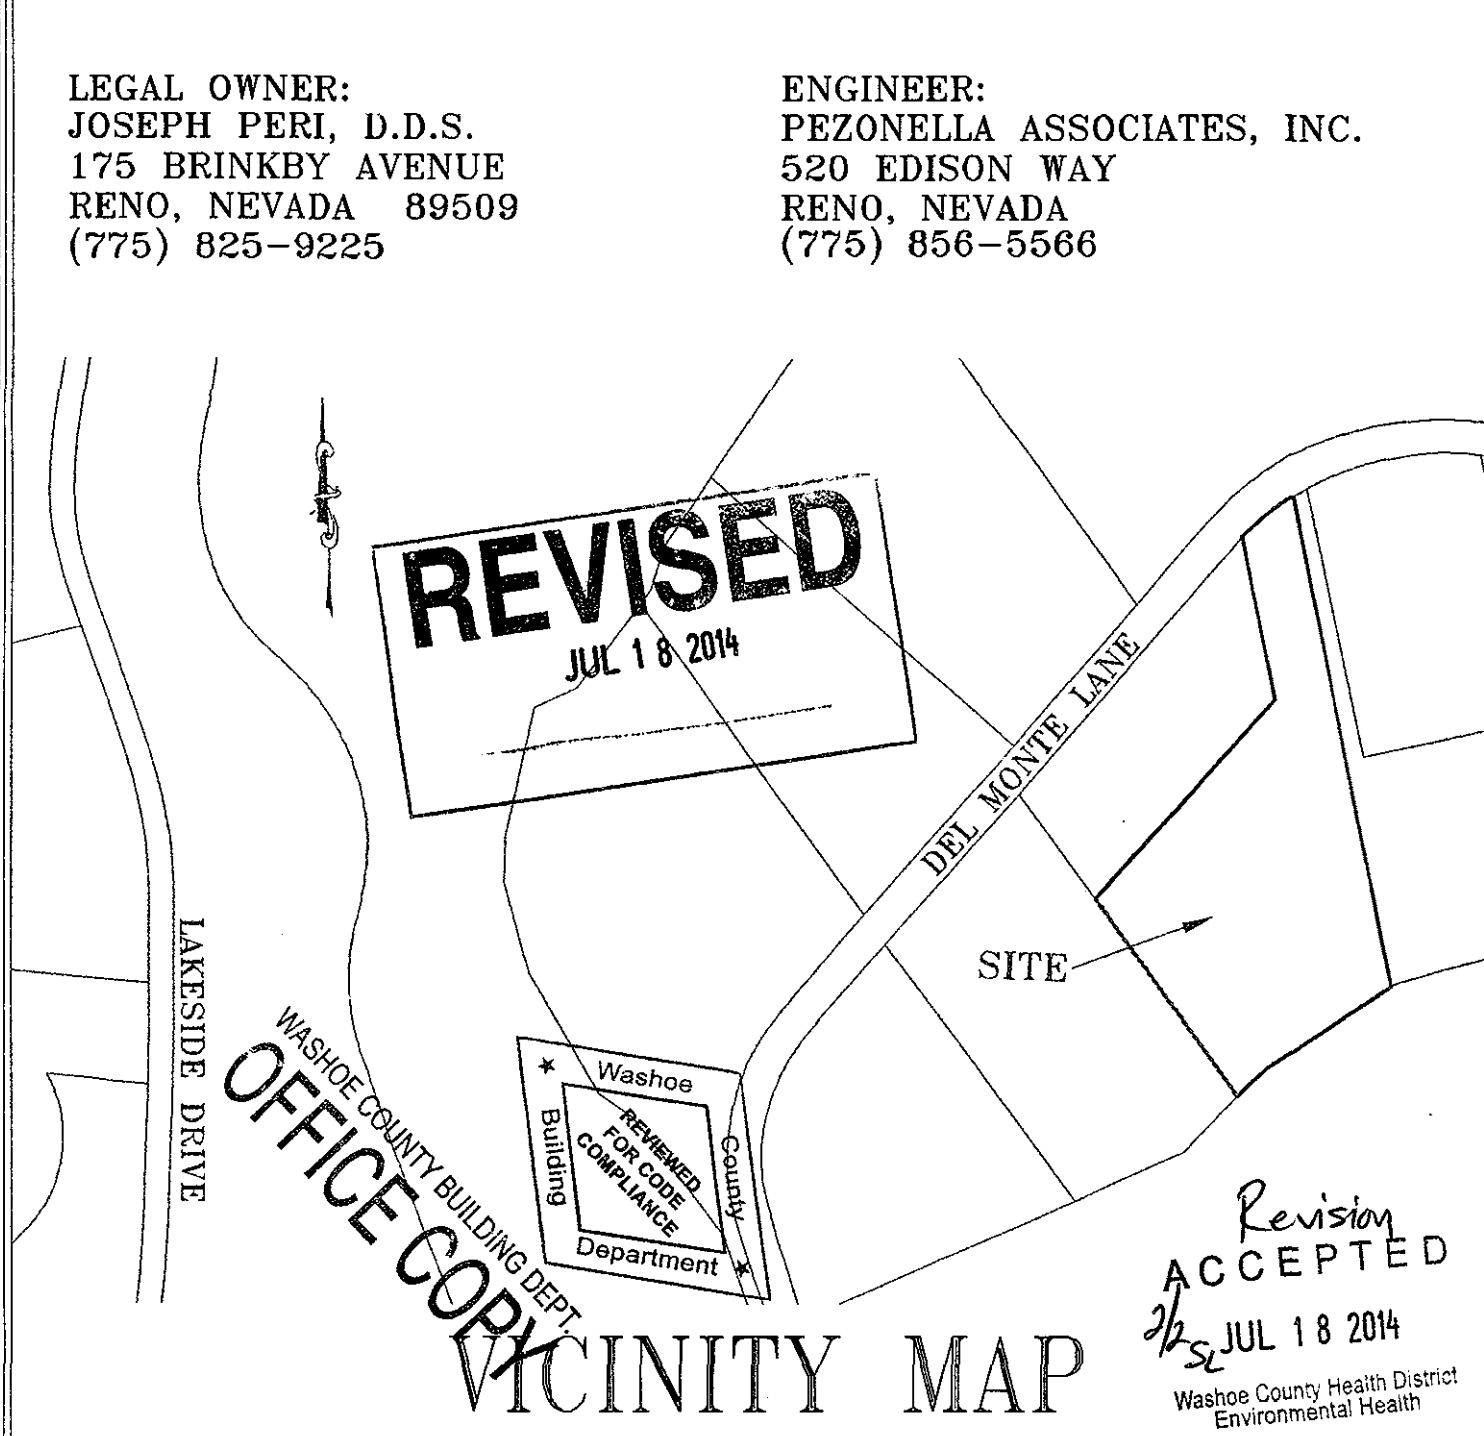 LEGAL OWNER:
JOSEPH PERI, D.D.S.
175 BRINKBY AVENUE
RENO, NEVADA 89509
(775) 825-9225
ENGINEER:
PEZONELLA ASSOCIATES, INC.
520 EDISON WAY
RENO, NEVADA
(775) 856-5566
REVISED
JUL 18 2014
DEL MONTE LANE
SITE
LAKESIDE DRIVE
WASHOE COUNTY BUILDING DEPT.
OFFICE COPY
Washoe
County
Building
Department
REVIEWED
FOR CODE
COMPLIANCE
Revision
ACCEPTED
2/2 SL JUL 18 2014
Washoe County Health District
Environmental Health
VICINITY MAP